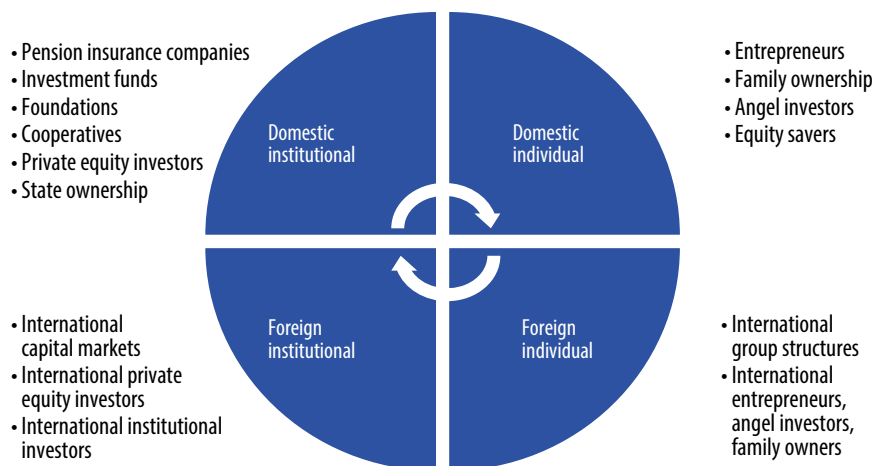 • Pension insurance companies
• Investment funds
• Foundations
• Cooperatives
• Private equity investors
• State ownership
Domestic
institutional
Domestic
individual
• Entrepreneurs
• Family ownership
• Angel investors
• Equity savers
• International
capital markets
• International private
equity investors
• International institutional
investors
Foreign
institutional
Foreign
individual
• International
group structures
• International
entrepreneurs,
angel investors,
family owners